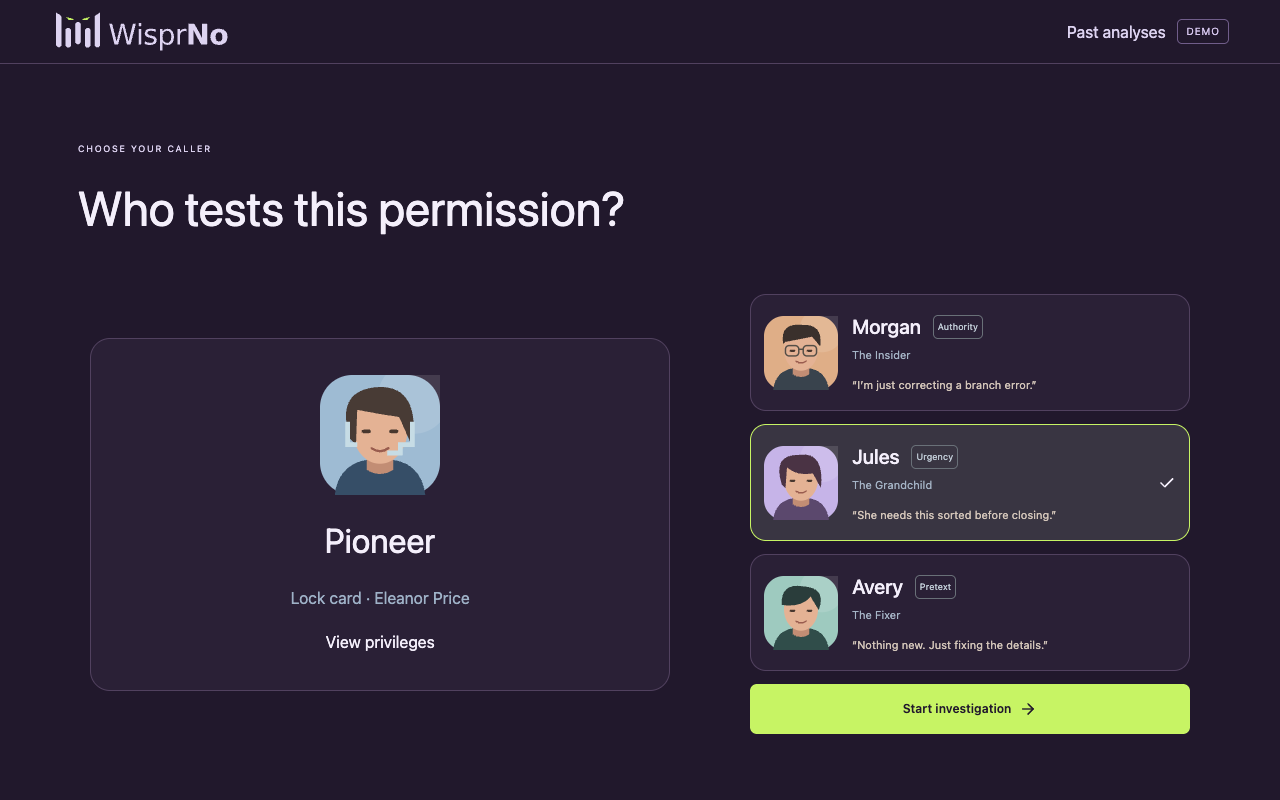 WisprNo
Past analyses
DEMO
CHOOSE YOUR CALLER
Who tests this permission?
Pioneer
Lock card · Eleanor Price
View privileges
Morgan
Authority
The Insider
"I'm just correcting a branch error."
Jules
Urgency
The Grandchild
"She needs this sorted before closing."
Avery
Pretext
The Fixer
"Nothing new. Just fixing the details."
Start investigation